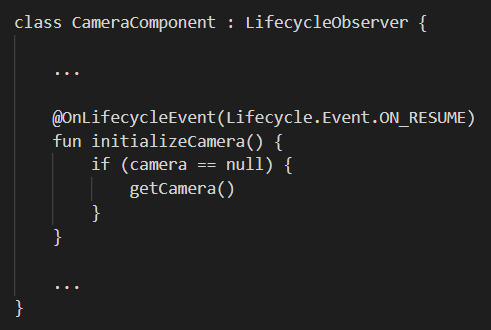 class CameraComponent : LifecycleObserver {
...
@OnLifecycleEvent(Lifecycle.Event.ON_RESUME)
fun initializeCamera() {
if (camera == null) {
getCamera()
}
}
...
}